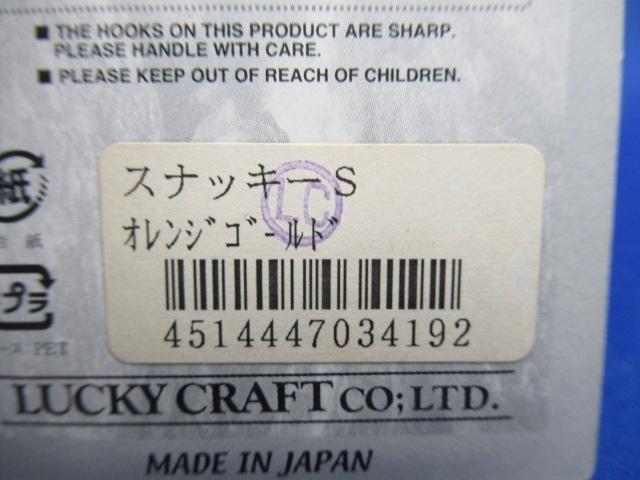 ■ THE HOOKS ON THIS PRODUCT ARE SHARP.
PLEASE HANDLE WITH CARE.
■ PLEASE KEEP OUT OF REACH OF CHILDREN.
紙
スナッキーS
LC
オレンジゴールド
プラ
4514447034192
PET
LUCKY CRAFT CO;LTD.
MADE IN JAPAN